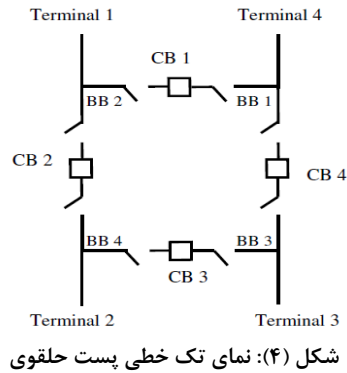 Terminal 1 Terminal 4
CB 1
BB 2 BB 1
CB 2 CB 4
BB 4 BB 3
CB 3
Terminal 2 Terminal 3
شکل (۴): نمای تک خطی پست حلقوی